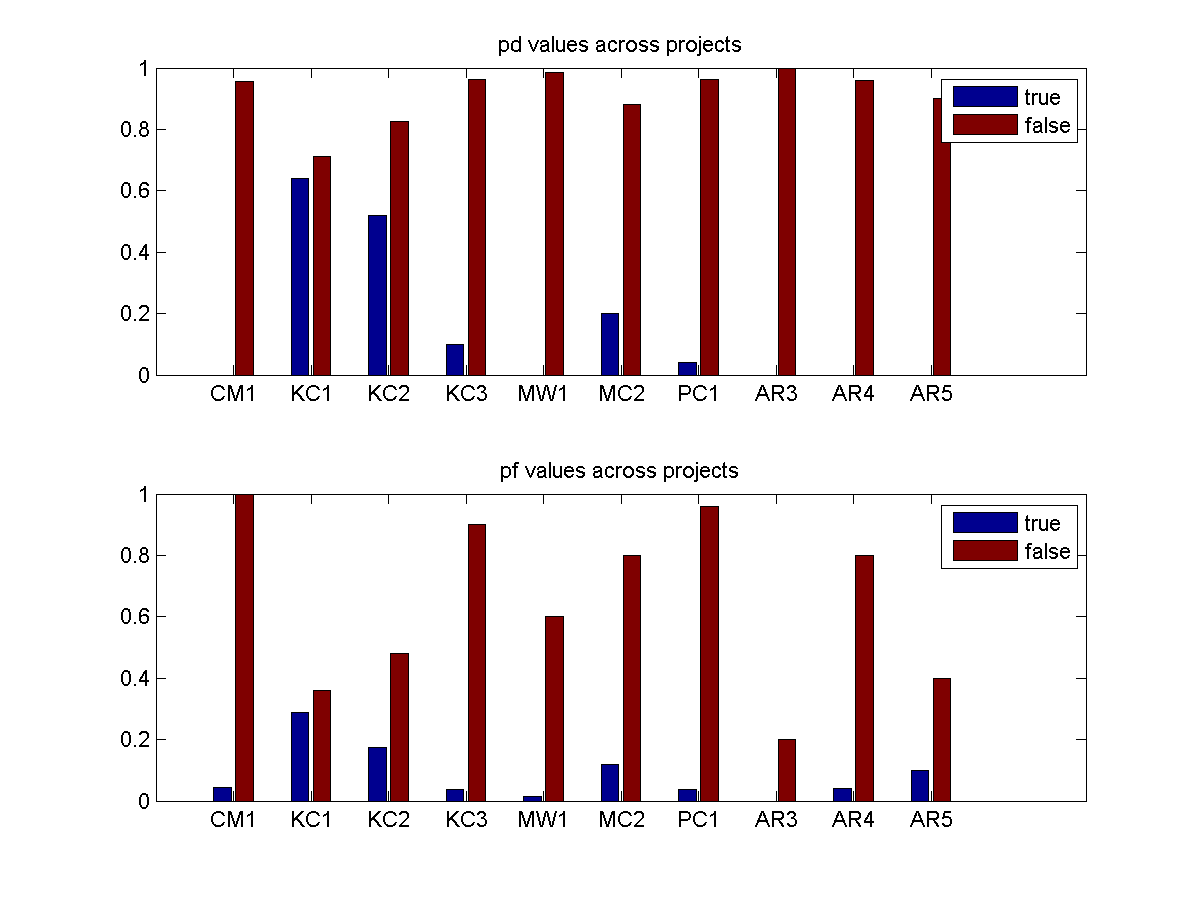 pd values across projects
1
true
false
0.8
0.6
0.4
0.2
0
CM1 KC1 KC2 KC3 MW1 MC2 PC1 AR3 AR4 AR5
pf values across projects
1
true
false
0.8
0.6
0.4
0.2
0
CM1 KC1 KC2 KC3 MW1 MC2 PC1 AR3 AR4 AR5